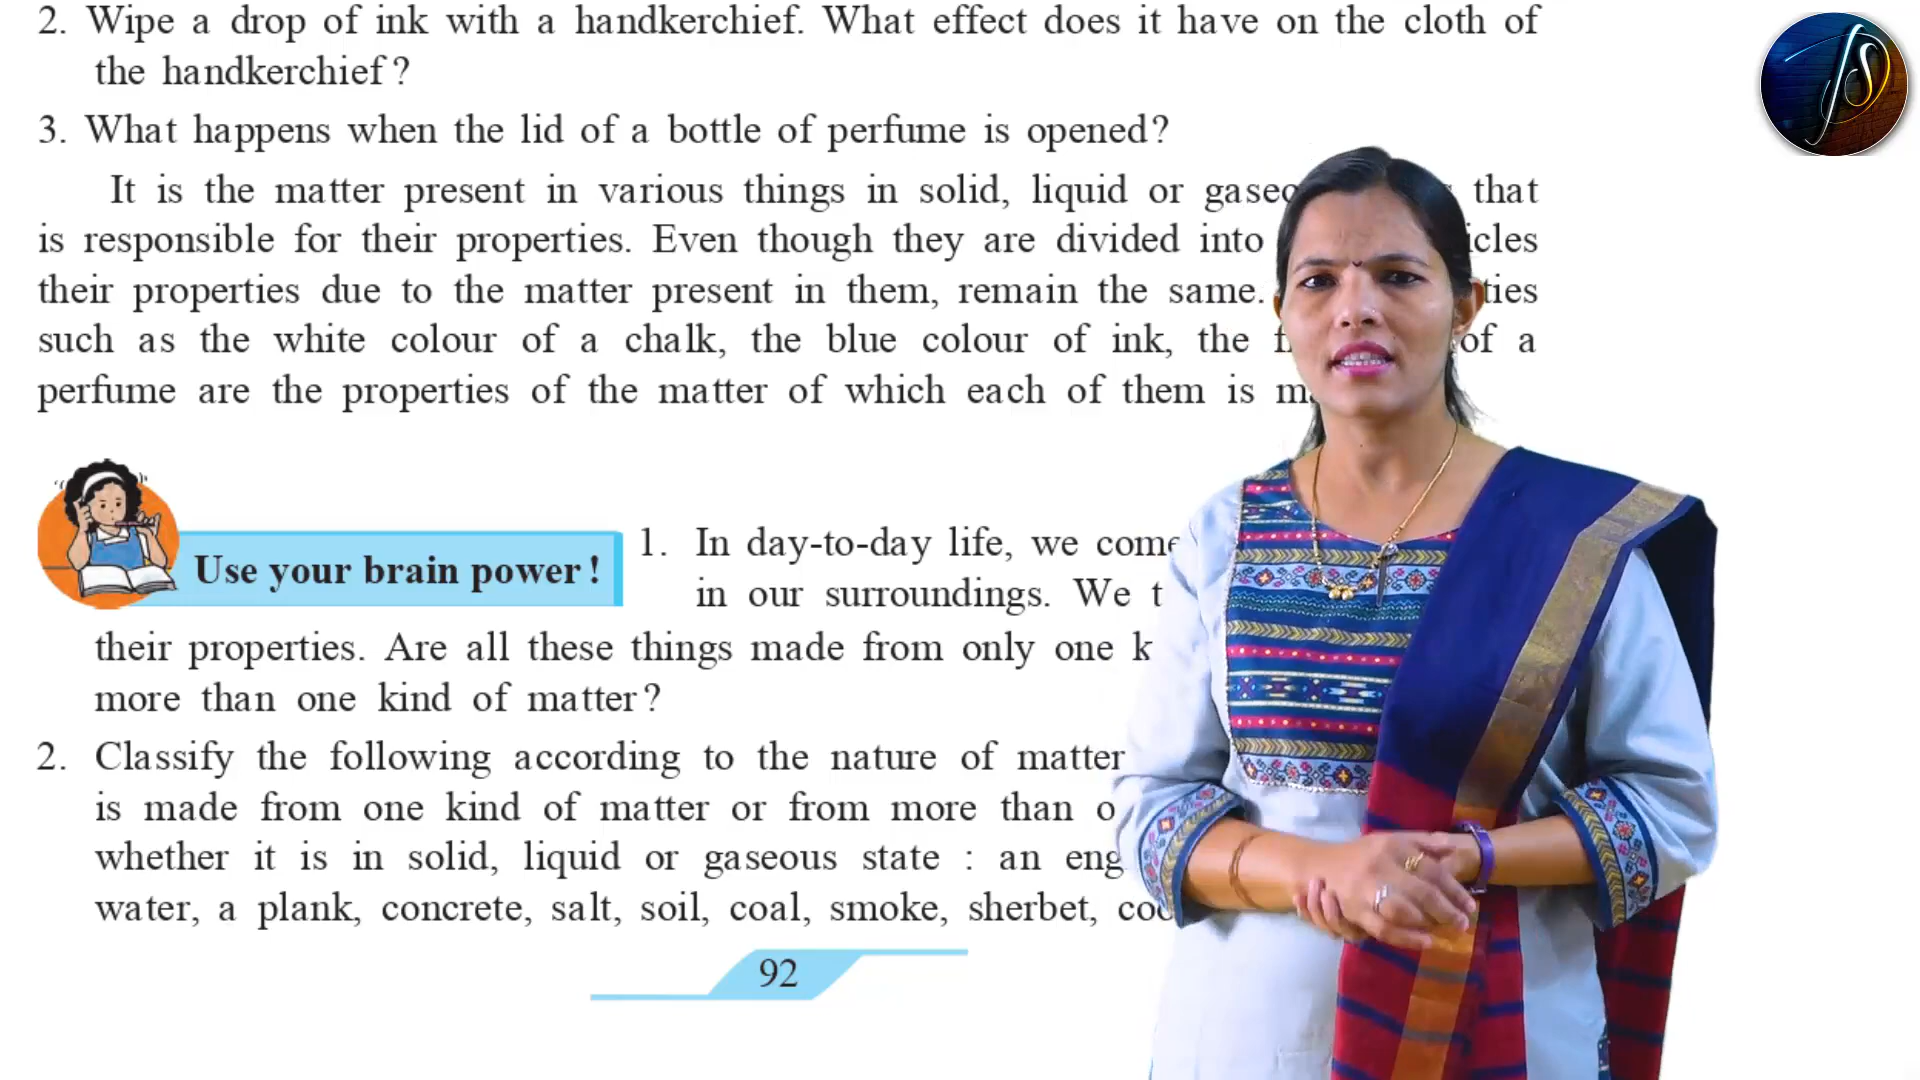 2. Wipe a drop of ink with a handkerchief. What effect does it have on the cloth of
the handkerchief?
3. What happens when the lid of a bottle of perfume is opened?
It is the matter present in various things in solid, liquid or that
is responsible for their properties. Even though they are divided into
their properties due to the matter present in them, remain the same.
such as the white colour of a chalk, the blue colour of ink, the of a
perfume are the properties of the matter of which each of them is
Use your brain power!
1. In day-to-day life, we come
in our surroundings. We
their properties. Are all these things made from only one
more than one kind of matter?
2. Classify the following according to the nature of matter
is made from one kind of matter or from more than
whether it is in solid, liquid or gaseous state : an
water, a plank, concrete, salt, soil, coal, smoke, sherbet,
92